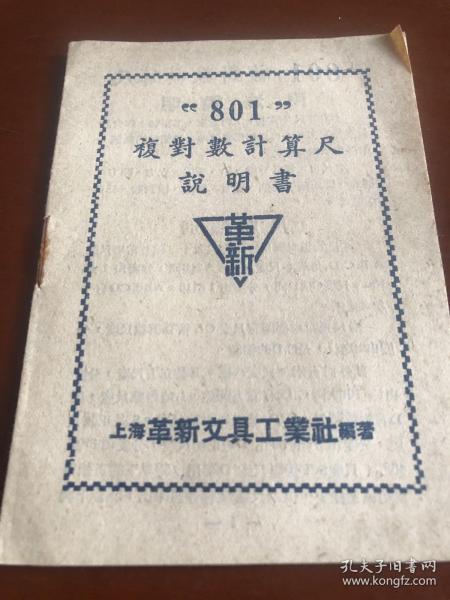 “801”
複對數計算尺
說明書
革新
上海革新文具工業社編著
孔夫子旧书网
www.kongfz.com